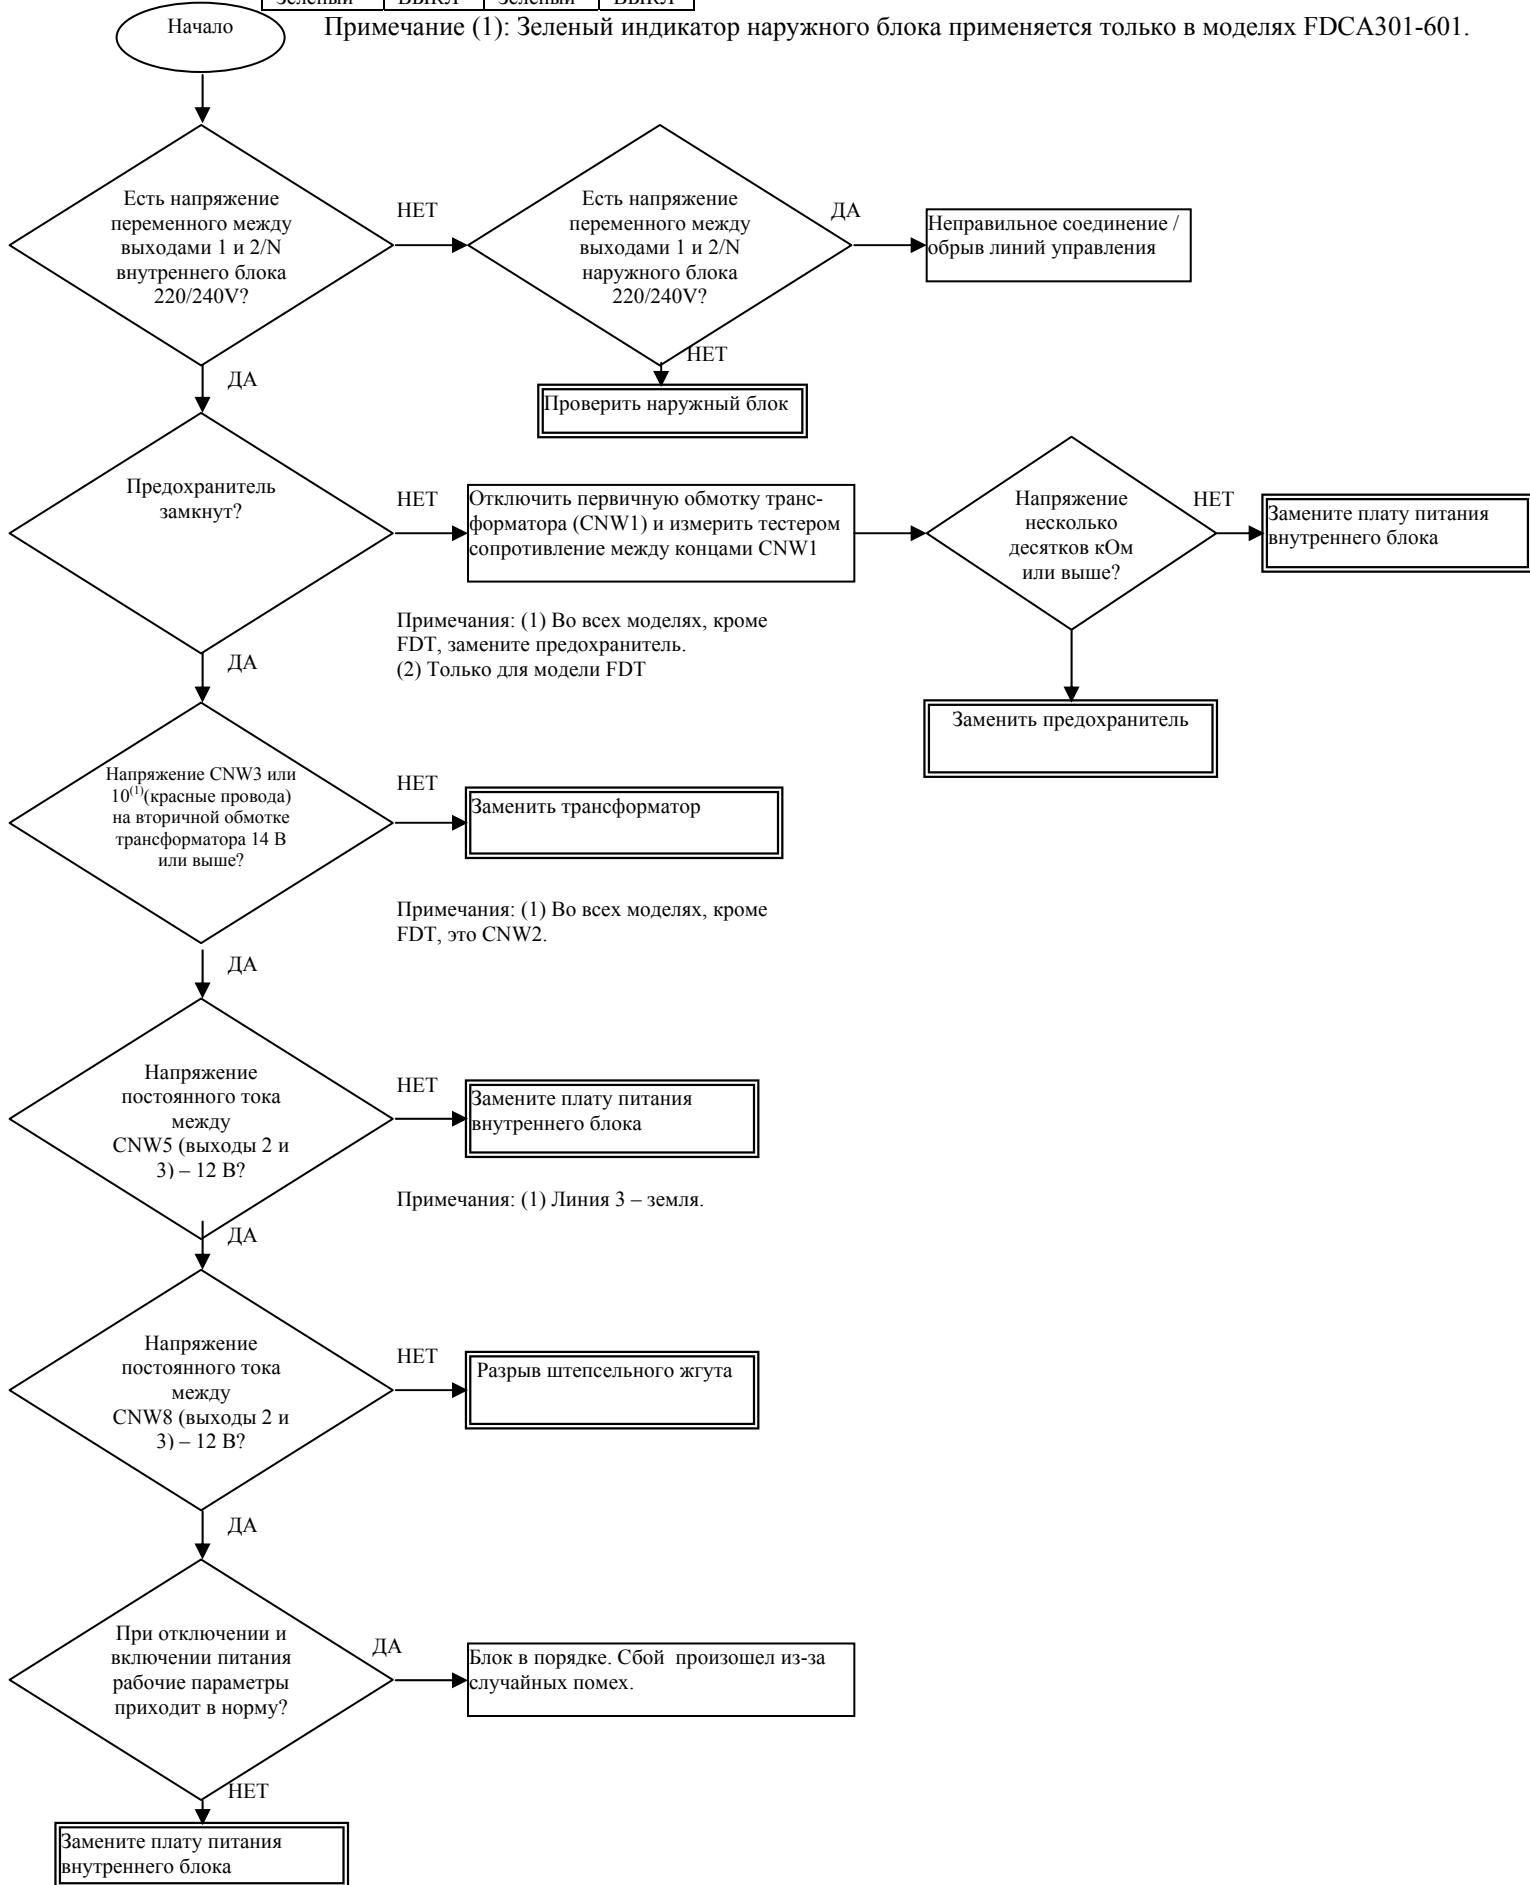 Зеленый ВЫКЛ Зеленый ВЫКЛ
Начало
Примечание (1): Зеленый индикатор наружного блока применяется только в моделях FDCA301-601.
Есть напряжение
переменного между
выходами 1 и 2/N
внутреннего блока
220/240V?
НЕТ
Есть напряжение
переменного между
выходами 1 и 2/N
наружного блока
220/240V?
ДА
Неправильное соединение /
обрыв линий управления
НЕТ
ДА
Проверить наружный блок
Предохранитель
замкнут?
НЕТ
Отключить первичную обмотку транс-
форматора (CNW1) и измерить тестером
сопротивление между концами CNW1
Напряжение
несколько
десятков кОм
или выше?
НЕТ
Замените плату питания
внутреннего блока
Примечания: (1) Во всех моделях, кроме
FDT, замените предохранитель.
(2) Только для модели FDT
ДА
Заменить предохранитель
Напряжение CNW3 или
10(1)(красные провода)
на вторичной обмотке
трансформатора 14 В
или выше?
НЕТ
Заменить трансформатор
Примечания: (1) Во всех моделях, кроме
FDT, это CNW2.
ДА
Напряжение
постоянного тока
между
CNW5 (выходы 2 и
3) – 12 В?
НЕТ
Замените плату питания
внутреннего блока
Примечания: (1) Линия 3 – земля.
ДА
Напряжение
постоянного тока
между
CNW8 (выходы 2 и
3) – 12 В?
НЕТ
Разрыв штепсельного жгута
ДА
При отключении и
включении питания
рабочие параметры
приходит в норму?
ДА
Блок в порядке. Сбой произошел из-за
случайных помех.
НЕТ
Замените плату питания
внутреннего блока